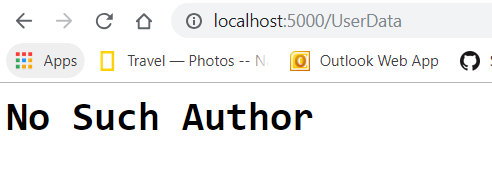 localhost:5000/UserData
Apps Travel — Photos -- N Outlook Web App
No Such Author